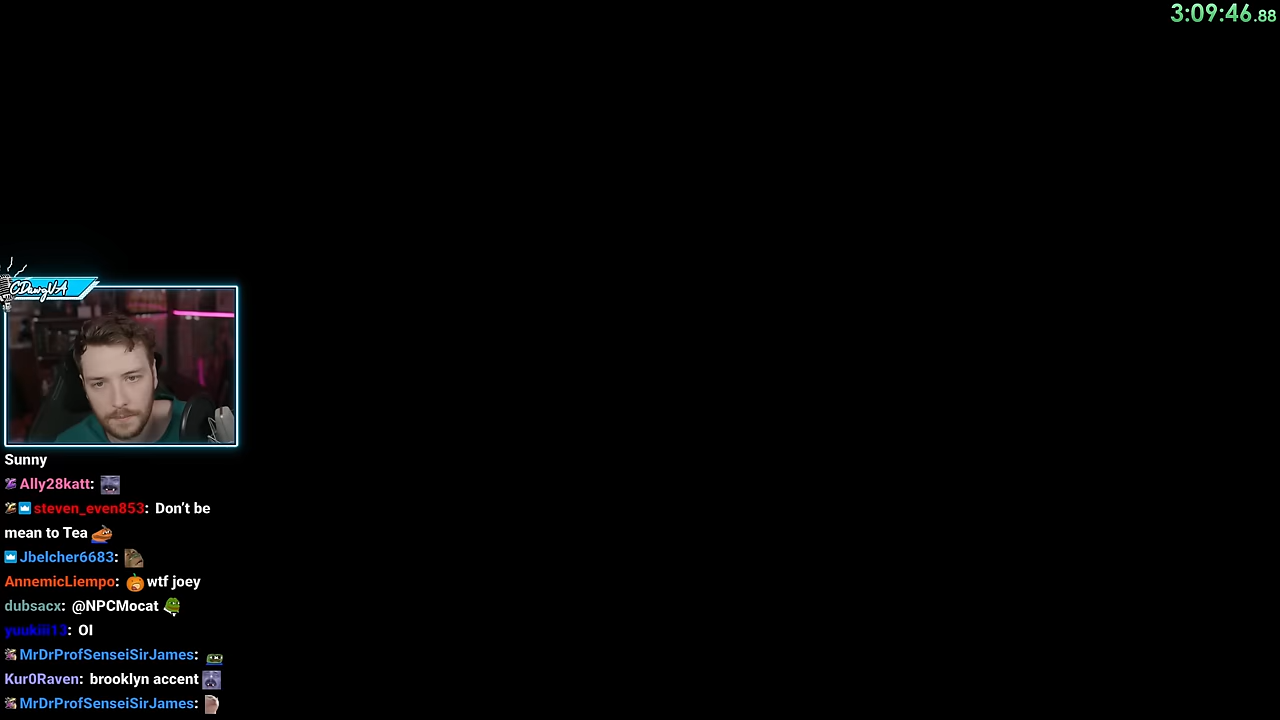 3:09:46.88
CDawgVA
Sunny
Ally28katt:
steven_even853: Don't be
mean to Tea
Jbelcher6683:
AnnemicLiempo: wtf joey
dubsacx: @NPCMocat
yuukiii13: OI
MrDrProfSenseiSirJames:
Kur0Raven: brooklyn accent
MrDrProfSenseiSirJames: